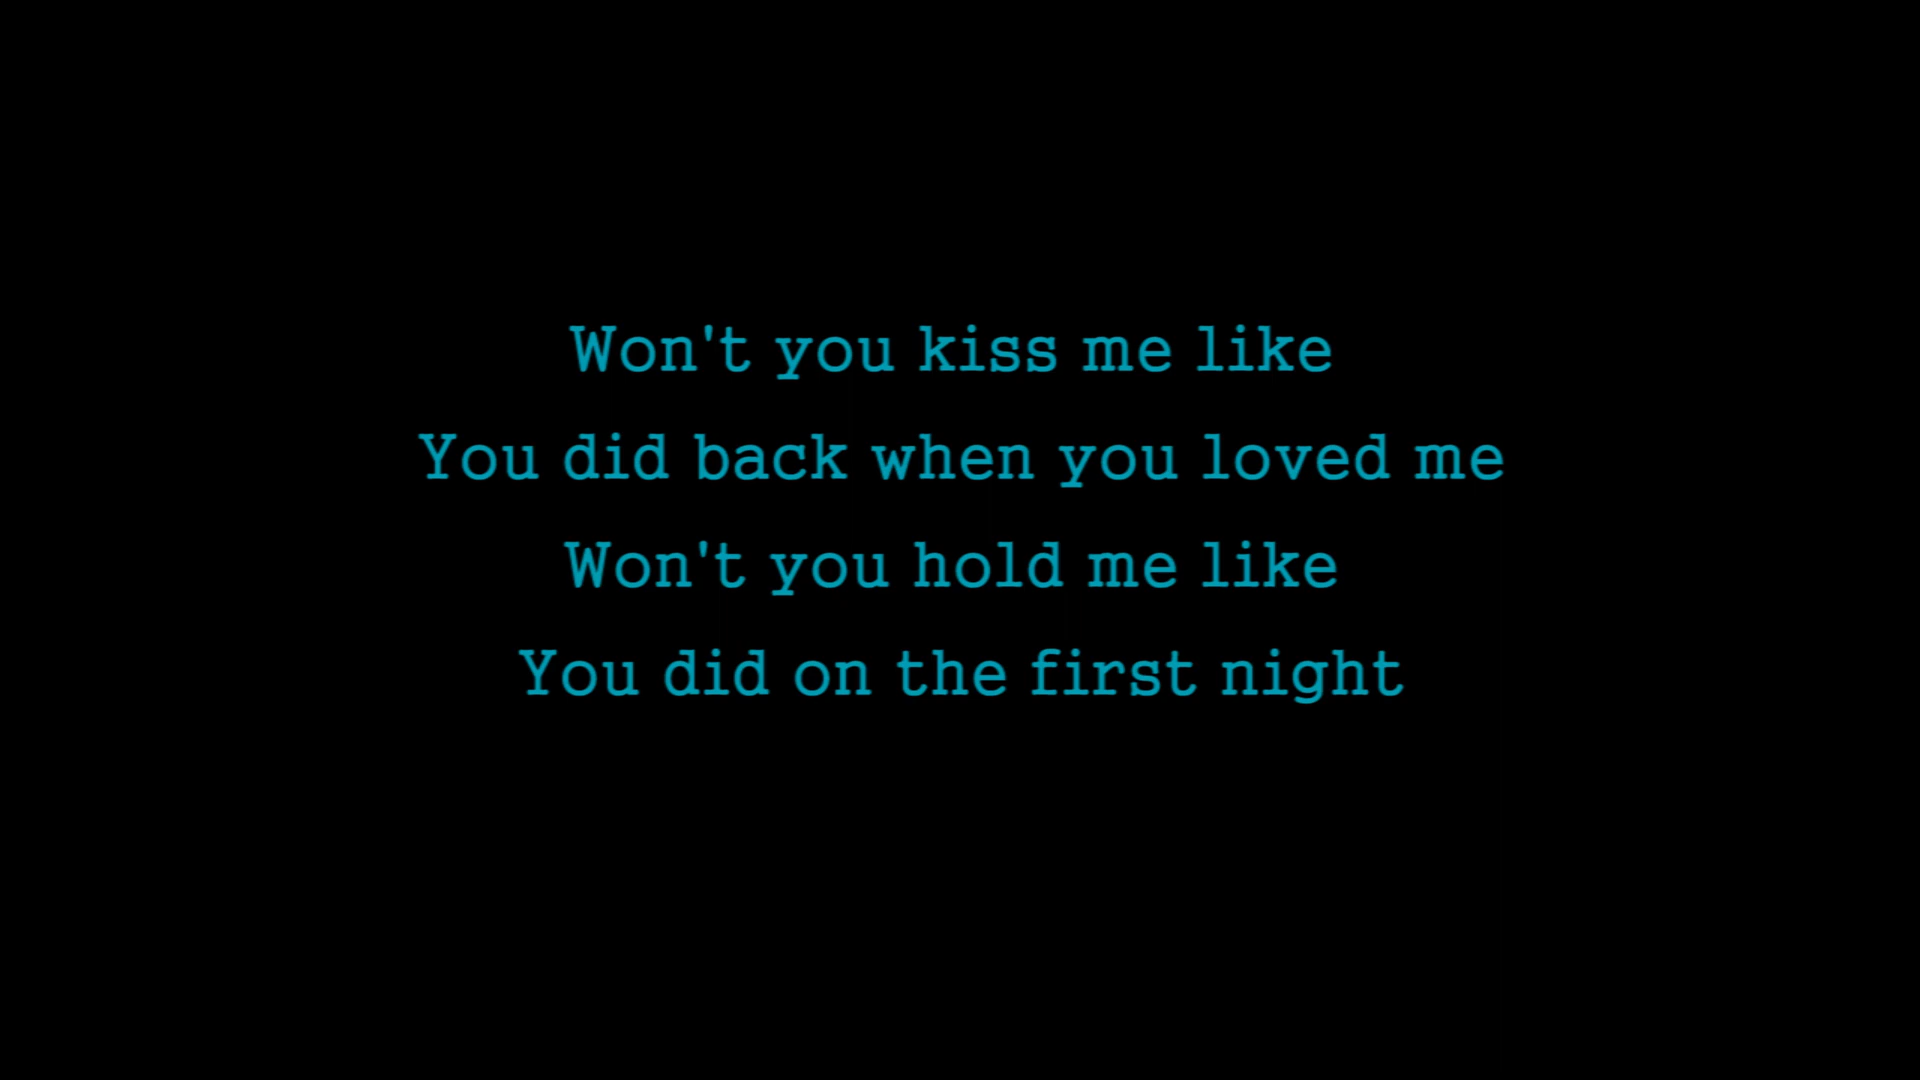 Won't you kiss me like
You did back when you loved me
Won't you hold me like
You did on the first night